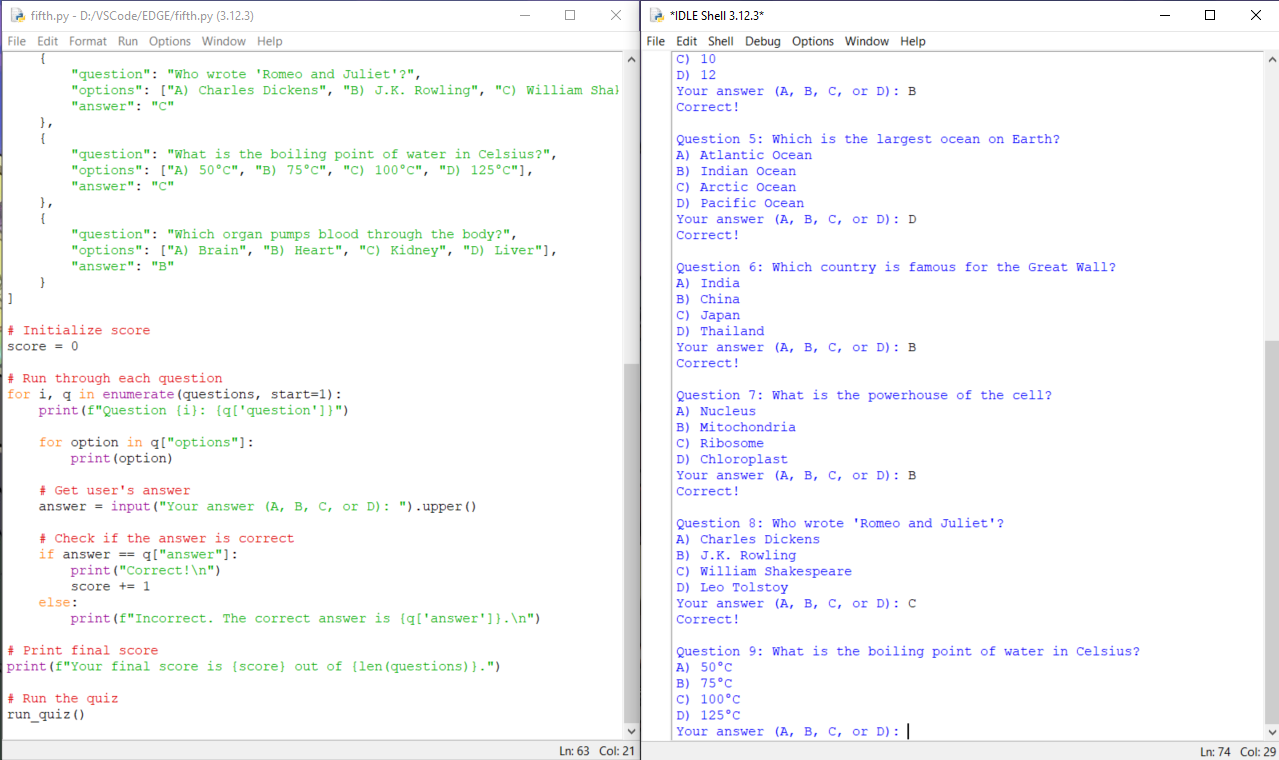 fifth.py - D:/VSCode/EDGE/fifth.py (3.12.3)
File Edit Format Run Options Window Help
    {
        "question": "Who wrote 'Romeo and Juliet'?",
        "options": ["A) Charles Dickens", "B) J.K. Rowling", "C) William Sha
        "answer": "C"
    },
    {
        "question": "What is the boiling point of water in Celsius?",
        "options": ["A) 50°C", "B) 75°C", "C) 100°C", "D) 125°C"],
        "answer": "C"
    },
    {
        "question": "Which organ pumps blood through the body?",
        "options": ["A) Brain", "B) Heart", "C) Kidney", "D) Liver"],
        "answer": "B"
    }
]
# Initialize score
score = 0
# Run through each question
for i, q in enumerate(questions, start=1):
    print(f"Question {i}: {q['question']}")
    for option in q["options"]:
        print(option)
    # Get user's answer
    answer = input("Your answer (A, B, C, or D): ").upper()
    # Check if the answer is correct
    if answer == q["answer"]:
        print("Correct!\n")
        score += 1
    else:
        print(f"Incorrect. The correct answer is {q['answer']}.\n")
# Print final score
print(f"Your final score is {score} out of {len(questions)}.")
# Run the quiz
run_quiz()
Ln: 63 Col: 21
*IDLE Shell 3.12.3*
File Edit Shell Debug Options Window Help
C) 10
D) 12
Your answer (A, B, C, or D): B
Correct!
Question 5: Which is the largest ocean on Earth?
A) Atlantic Ocean
B) Indian Ocean
C) Arctic Ocean
D) Pacific Ocean
Your answer (A, B, C, or D): D
Correct!
Question 6: Which country is famous for the Great Wall?
A) India
B) China
C) Japan
D) Thailand
Your answer (A, B, C, or D): B
Correct!
Question 7: What is the powerhouse of the cell?
A) Nucleus
B) Mitochondria
C) Ribosome
D) Chloroplast
Your answer (A, B, C, or D): B
Correct!
Question 8: Who wrote 'Romeo and Juliet'?
A) Charles Dickens
B) J.K. Rowling
C) William Shakespeare
D) Leo Tolstoy
Your answer (A, B, C, or D): C
Correct!
Question 9: What is the boiling point of water in Celsius?
A) 50°C
B) 75°C
C) 100°C
D) 125°C
Your answer (A, B, C, or D):
Ln: 74 Col: 29